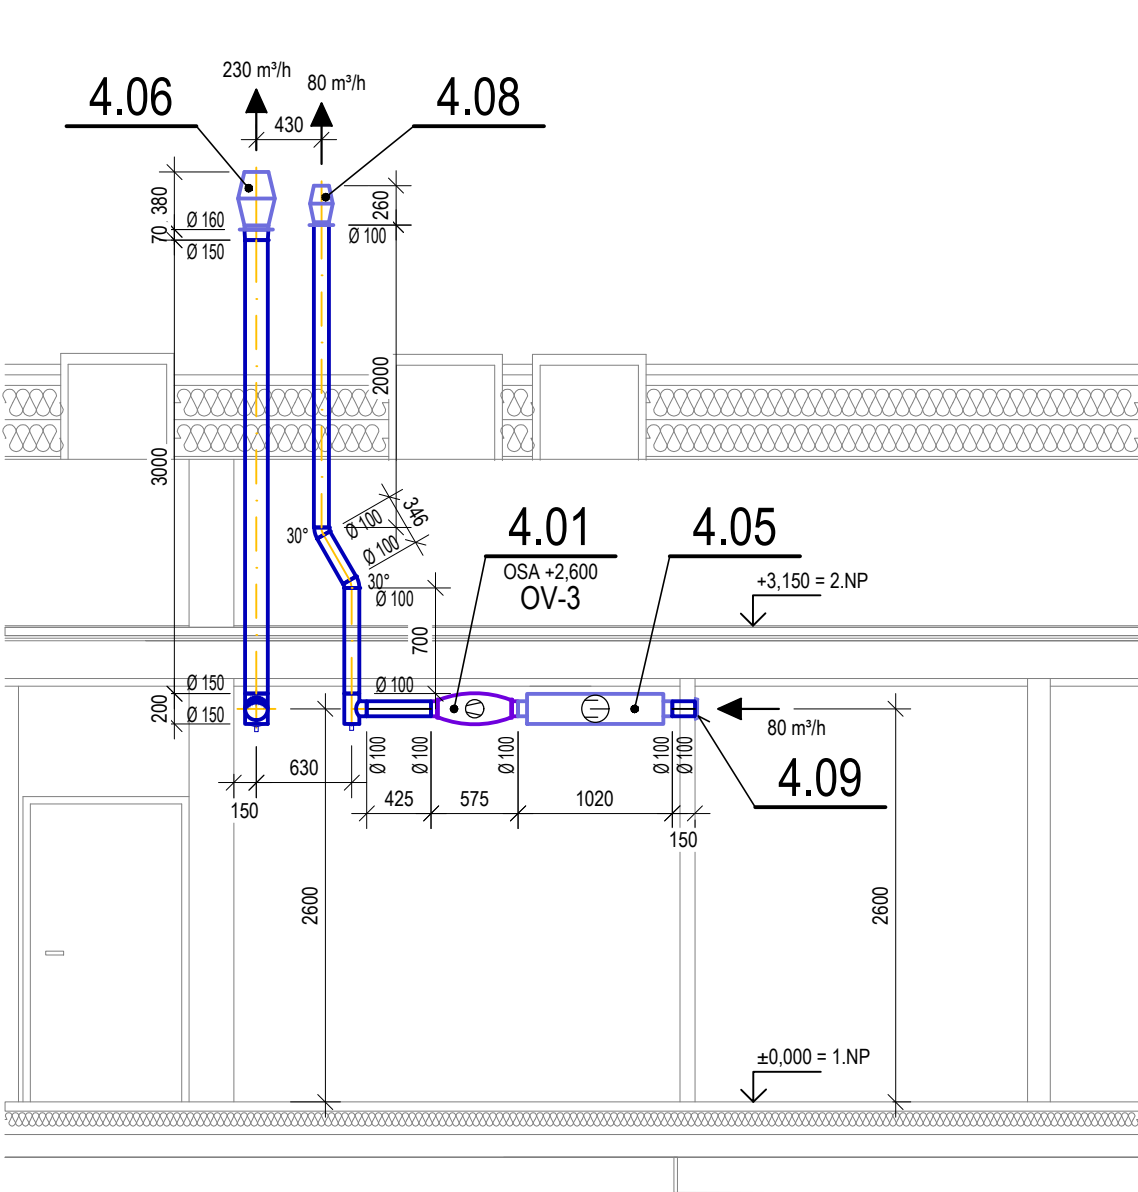 230 m³/h
80 m³/h
4.06
4.08
430
380
260
70
Ø 160
Ø 150
Ø 100
2000
3000
346
Ø 100
Ø 100
30°
30°
Ø 100
4.01
OSA +2,600
OV-3
4.05
+3,150 = 2.NP
700
Ø 150
Ø 100
200
Ø 150
80 m³/h
Ø 100
Ø 100
Ø 100
Ø 100
Ø 100
630
4.09
150
425
575
1020
150
2600
2600
±0,000 = 1.NP